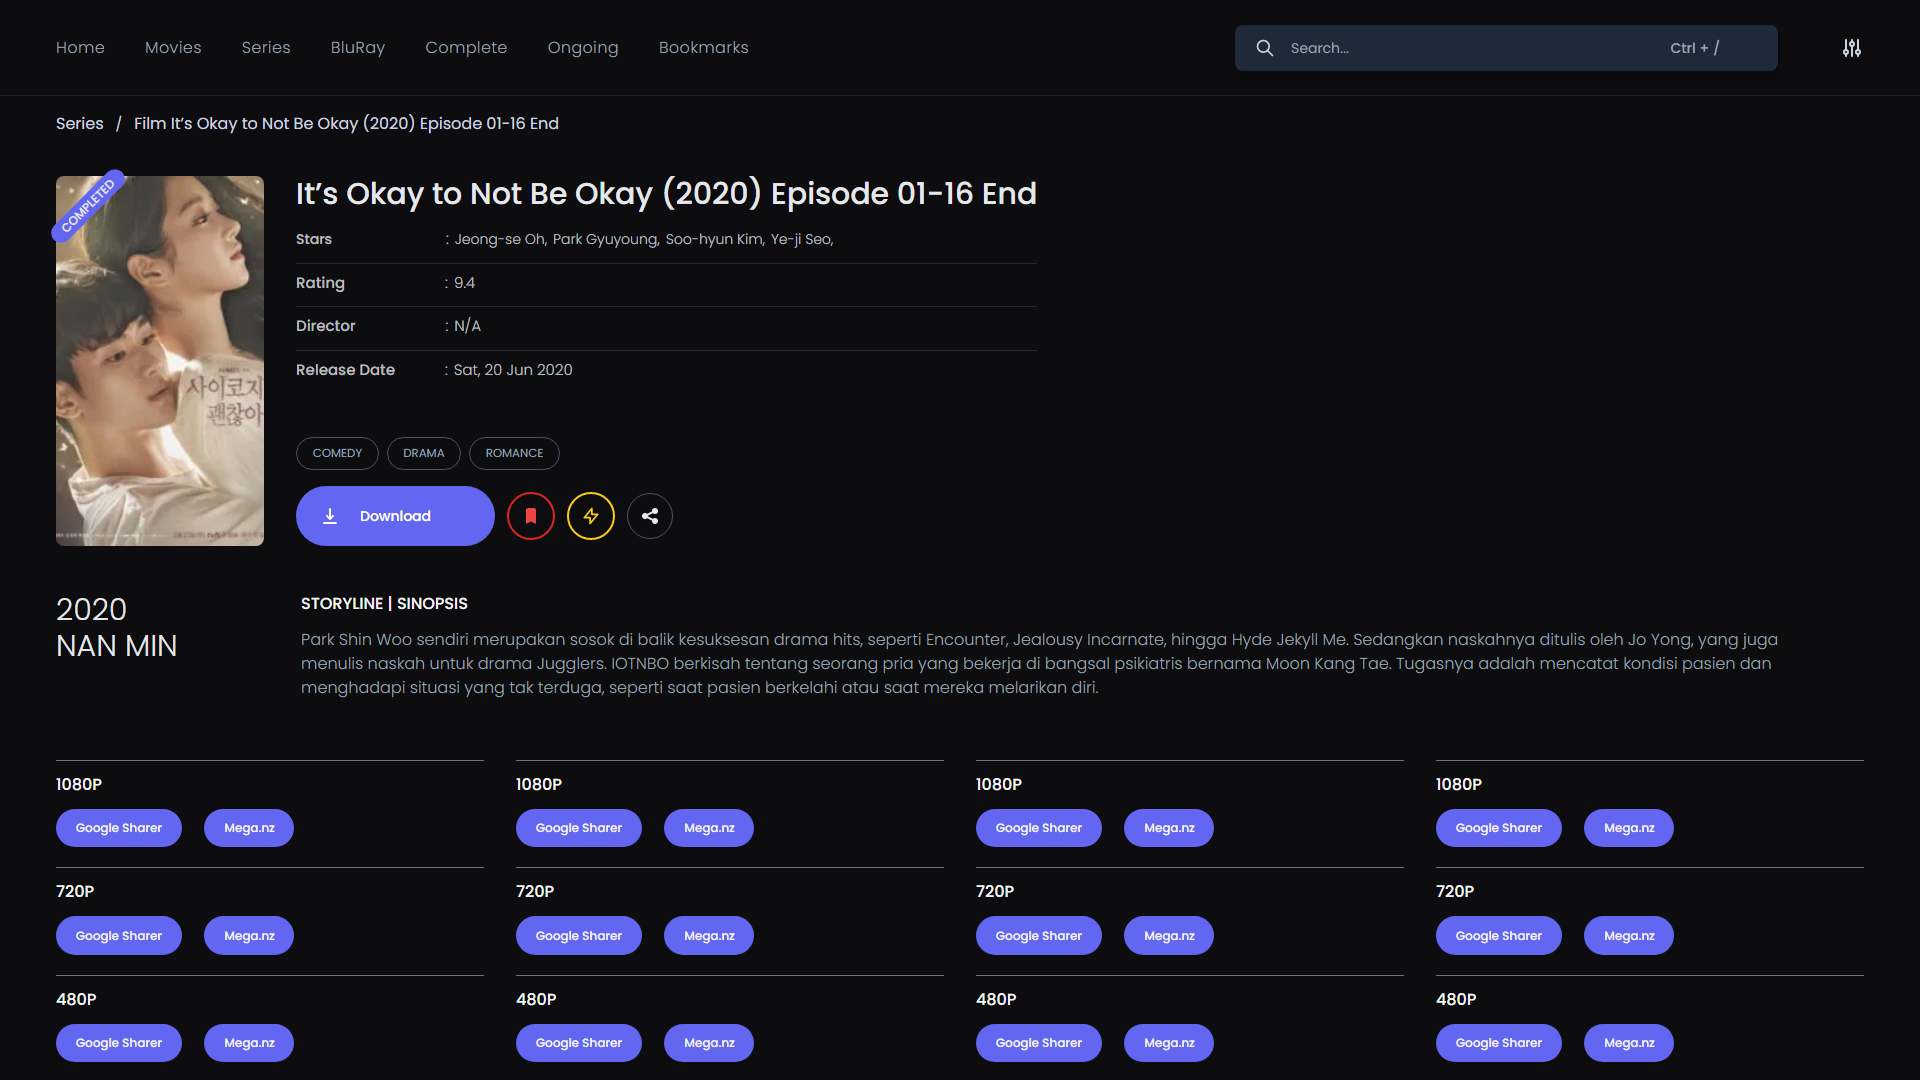 Home Movies Series BluRay Complete Ongoing Bookmarks Search... Ctrl + /
Series / Film It’s Okay to Not Be Okay (2020) Episode 01-16 End
COMPLETED
사이코지
괜찮아
It’s Okay to Not Be Okay (2020) Episode 01-16 End
Stars : Jeong-se Oh, Park Gyuyoung, Soo-hyun Kim, Ye-ji Seo,
Rating : 9.4
Director : N/A
Release Date : Sat, 20 Jun 2020
COMEDY DRAMA ROMANCE
Download
2020
NAN MIN
STORYLINE | SINOPSIS
Park Shin Woo sendiri merupakan sosok di balik kesuksesan drama hits, seperti Encounter, Jealousy Incarnate, hingga Hyde Jekyll Me. Sedangkan naskahnya ditulis oleh Jo Yong, yang juga
menulis naskah untuk drama Jugglers. IOTNBO berkisah tentang seorang pria yang bekerja di bangsal psikiatris bernama Moon Kang Tae. Tugasnya adalah mencatat kondisi pasien dan
menghadapi situasi yang tak terduga, seperti saat pasien berkelahi atau saat mereka melarikan diri.
1080P 1080P 1080P 1080P
Google Sharer Mega.nz Google Sharer Mega.nz Google Sharer Mega.nz Google Sharer Mega.nz
720P 720P 720P 720P
Google Sharer Mega.nz Google Sharer Mega.nz Google Sharer Mega.nz Google Sharer Mega.nz
480P 480P 480P 480P
Google Sharer Mega.nz Google Sharer Mega.nz Google Sharer Mega.nz Google Sharer Mega.nz